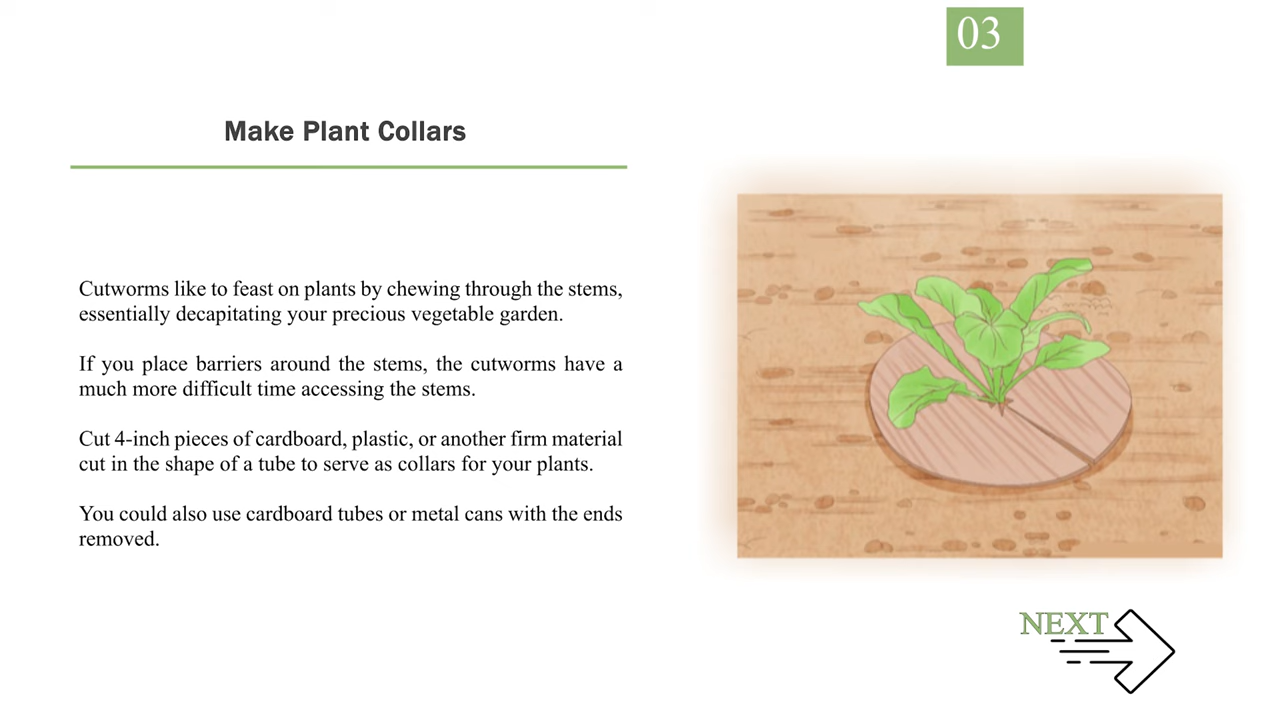 03
Make Plant Collars
Cutworms like to feast on plants by chewing through the stems,
essentially decapitating your precious vegetable garden.
If you place barriers around the stems, the cutworms have a
much more difficult time accessing the stems.
Cut 4-inch pieces of cardboard, plastic, or another firm material
cut in the shape of a tube to serve as collars for your plants.
You could also use cardboard tubes or metal cans with the ends
removed.
NEXT